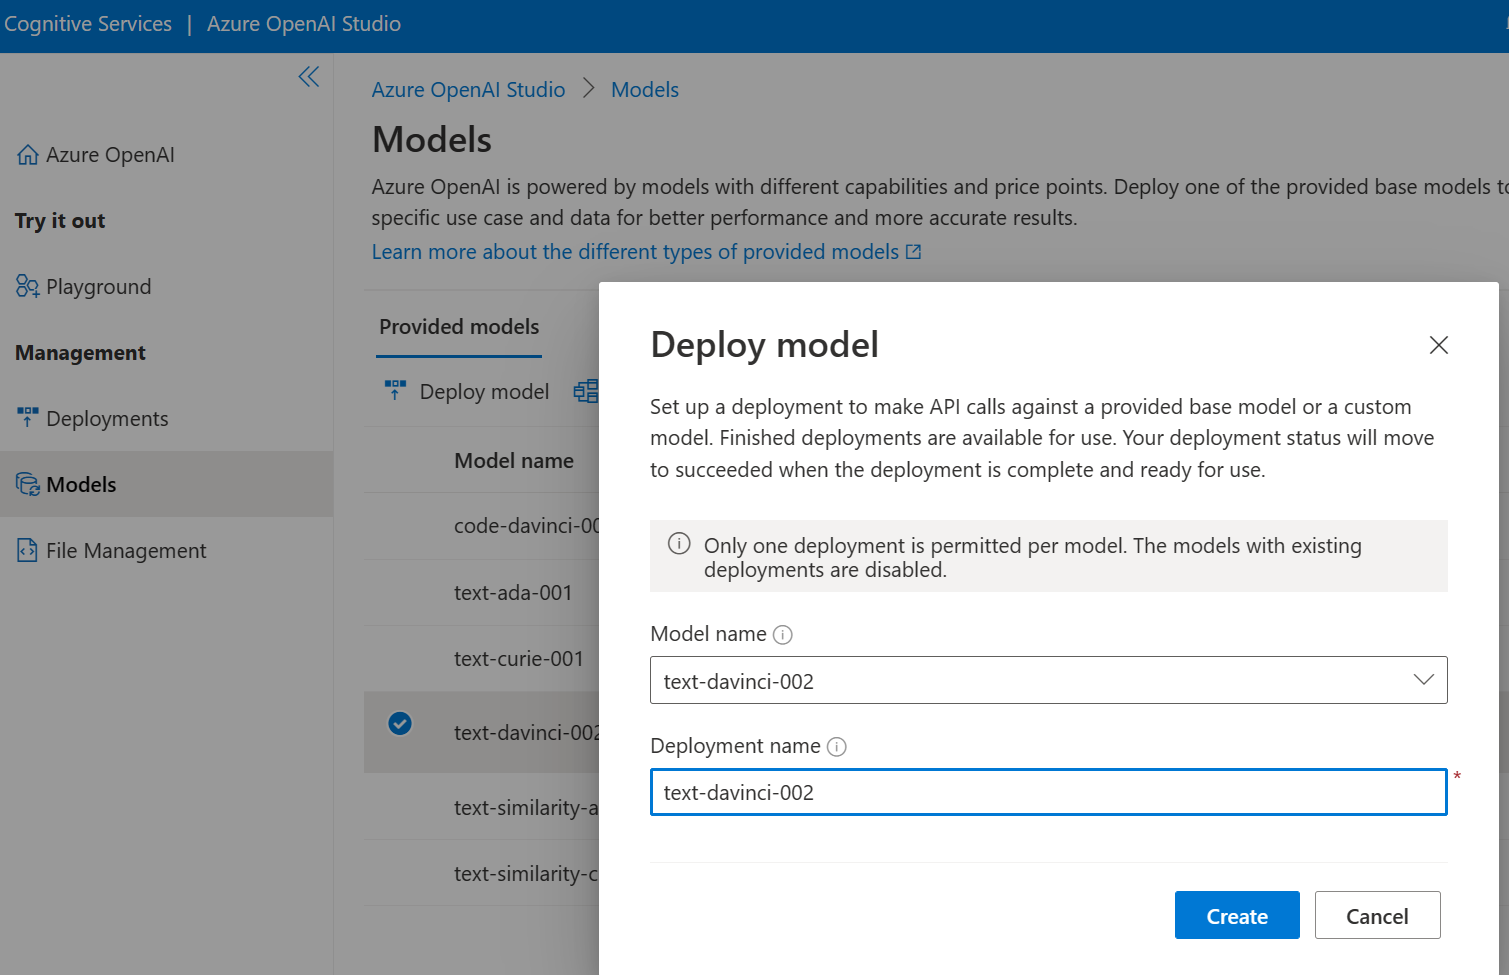 Cognitive Services | Azure OpenAI Studio
Azure OpenAI Studio > Models
Models
Azure OpenAI is powered by models with different capabilities and price points. Deploy one of the provided base models
specific use case and data for better performance and more accurate results.
Learn more about the different types of provided models
Azure OpenAI
Try it out
Playground
Management
Deployments
Models
File Management
Provided models
Deploy model
Model name
code-davinci-00
text-ada-001
text-curie-001
text-davinci-002
text-similarity-a
text-similarity-c
Deploy model
Set up a deployment to make API calls against a provided base model or a custom
model. Finished deployments are available for use. Your deployment status will move
to succeeded when the deployment is complete and ready for use.
Only one deployment is permitted per model. The models with existing
deployments are disabled.
Model name
text-davinci-002
Deployment name
text-davinci-002 *
Create
Cancel